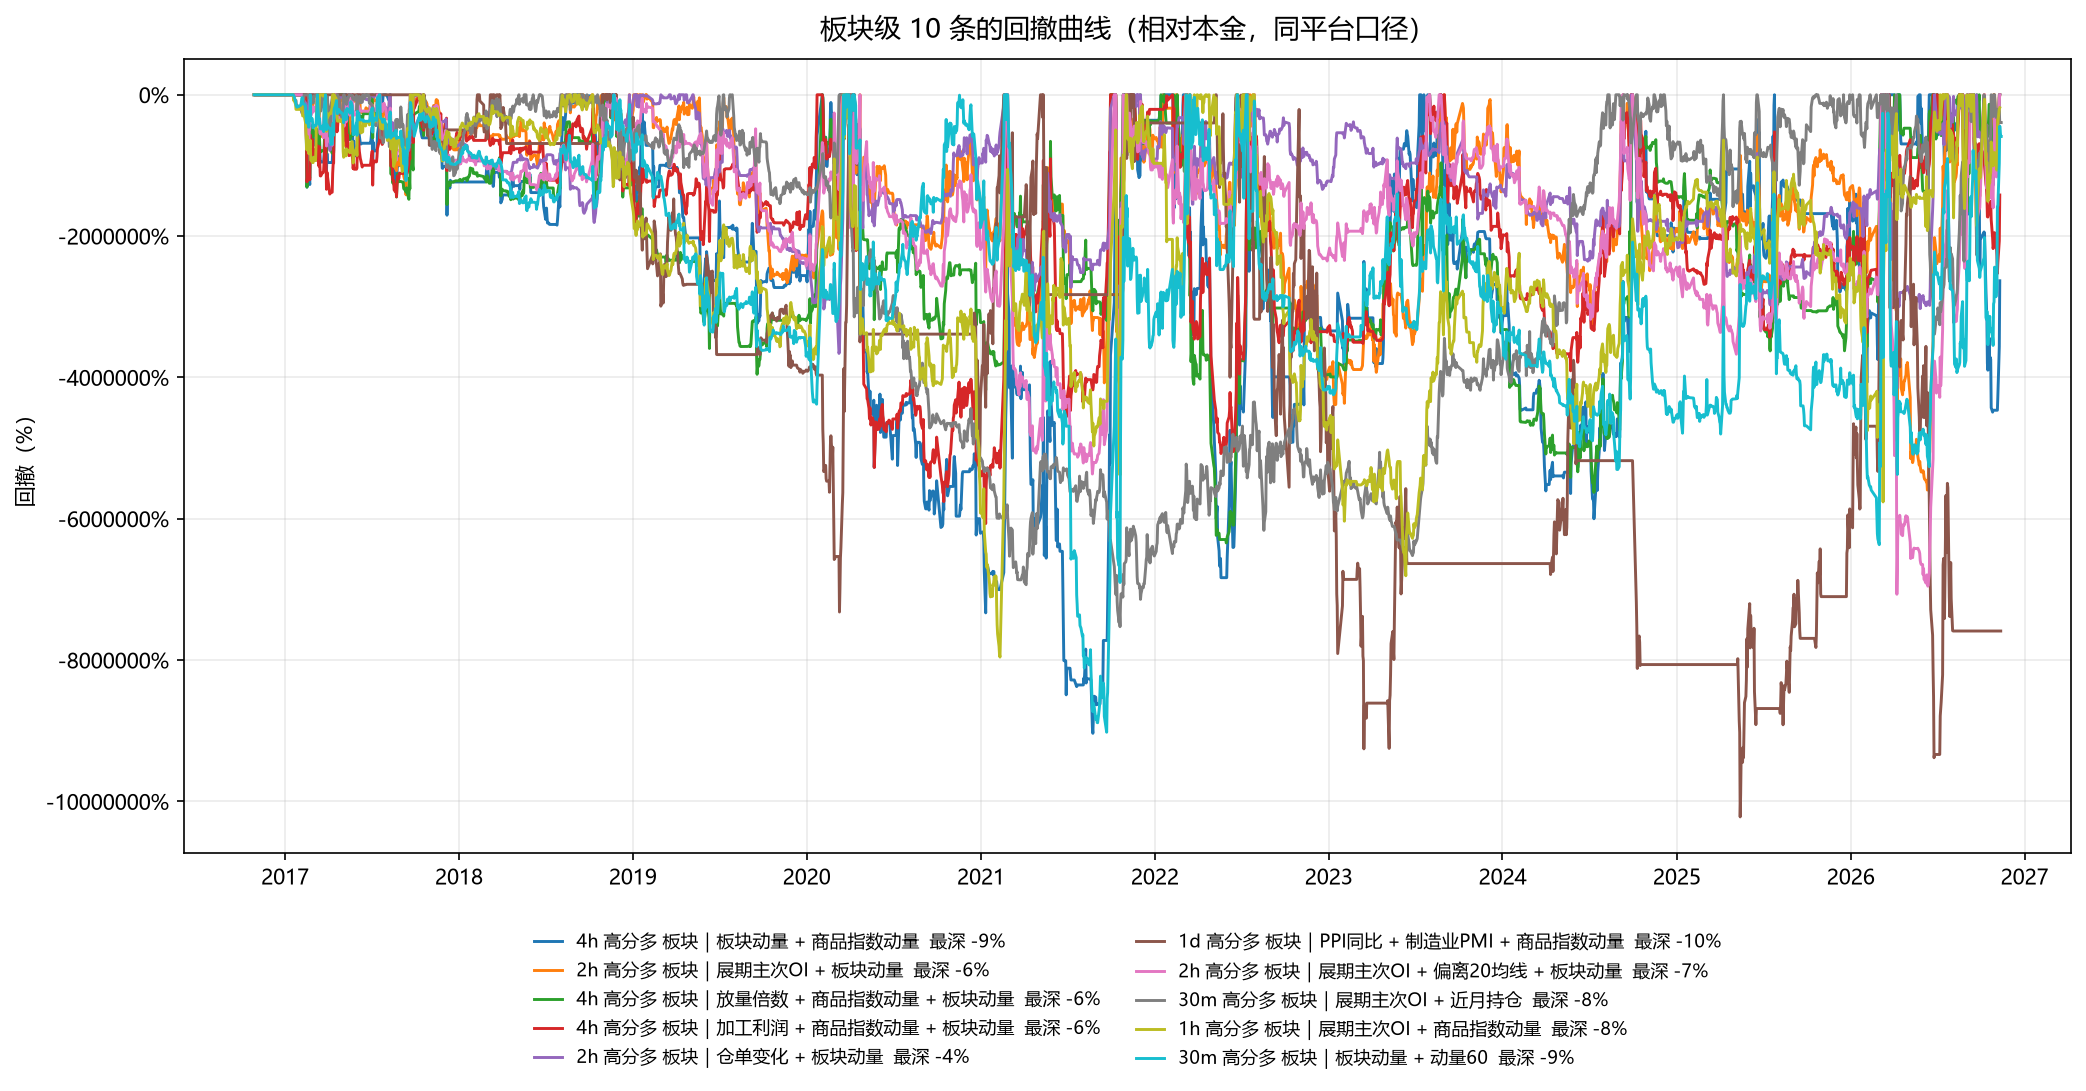 板块级 10 条的回撤曲线（相对本金，同平台口径）
回撤（%）
0%
-2000000%
-4000000%
-6000000%
-8000000%
-10000000%
2017 2018 2019 2020 2021 2022 2023 2024 2025 2026 2027
4h 高分多 板块 | 板块动量 + 商品指数动量 最深 -9%
2h 高分多 板块 | 展期主次OI + 板块动量 最深 -6%
4h 高分多 板块 | 放量倍数 + 商品指数动量 + 板块动量 最深 -6%
4h 高分多 板块 | 加工利润 + 商品指数动量 + 板块动量 最深 -6%
2h 高分多 板块 | 仓单变化 + 板块动量 最深 -4%
1d 高分多 板块 | PPI同比 + 制造业PMI + 商品指数动量 最深 -10%
2h 高分多 板块 | 展期主次OI + 偏离20均线 + 板块动量 最深 -7%
30m 高分多 板块 | 展期主次OI + 近月持仓 最深 -8%
1h 高分多 板块 | 展期主次OI + 商品指数动量 最深 -8%
30m 高分多 板块 | 板块动量 + 动量60 最深 -9%